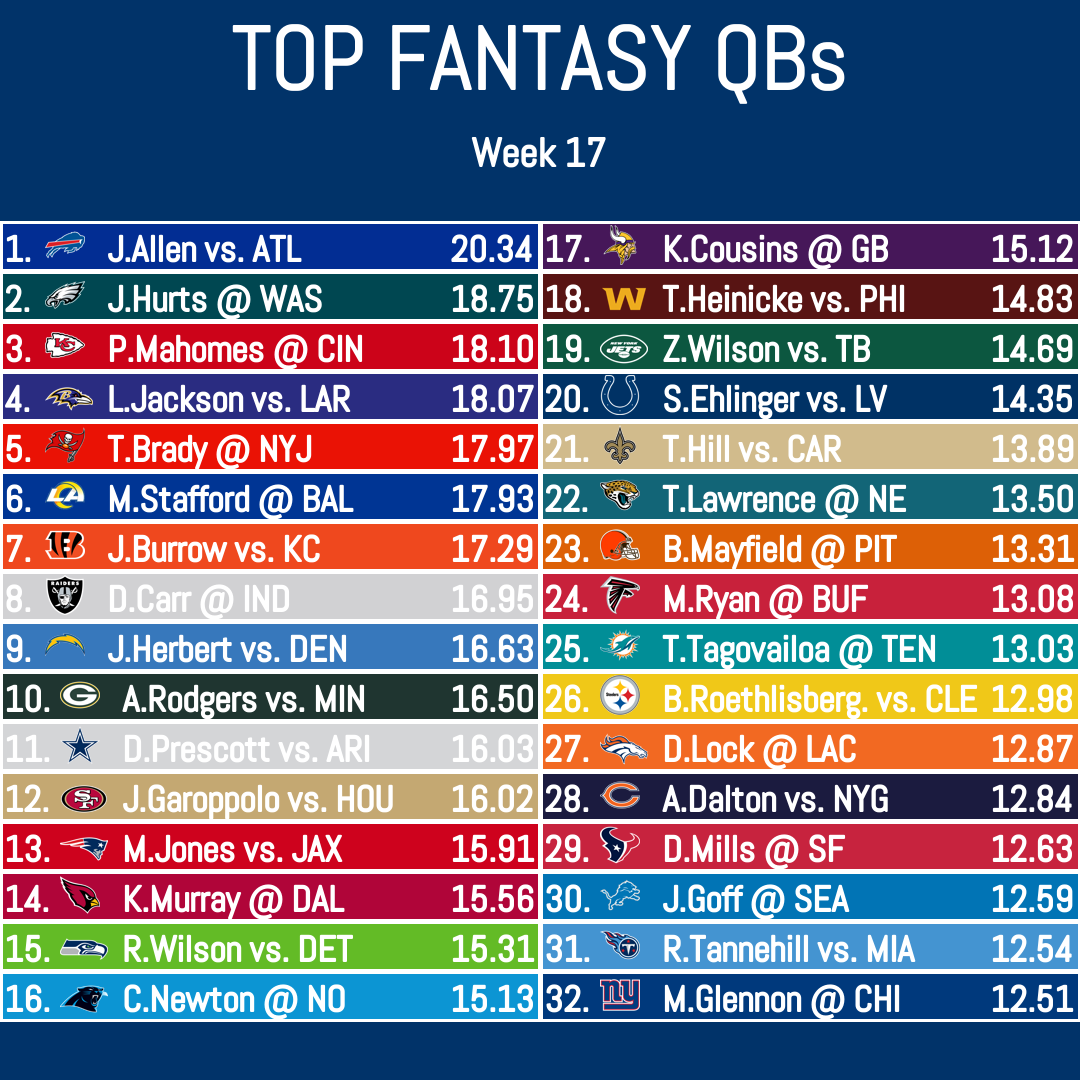 TOP FANTASY QBs
Week 17
1. J.Allen vs. ATL 20.34
2. J.Hurts @ WAS 18.75
3. P.Mahomes @ CIN 18.10
4. L.Jackson vs. LAR 18.07
5. T.Brady @ NYJ 17.97
6. M.Stafford @ BAL 17.93
7. J.Burrow vs. KC 17.29
8. RAIDERS D.Carr @ IND 16.95
9. J.Herbert vs. DEN 16.63
10. G A.Rodgers vs. MIN 16.50
11. D.Prescott vs. ARI 16.03
12. SF J.Garoppolo vs. HOU 16.02
13. M.Jones vs. JAX 15.91
14. K.Murray @ DAL 15.56
15. R.Wilson vs. DET 15.31
16. C.Newton @ NO 15.13
17. K.Cousins @ GB 15.12
18. W T.Heinicke vs. PHI 14.83
19. NEW YORK JETS Z.Wilson vs. TB 14.69
20. S.Ehlinger vs. LV 14.35
21. T.Hill vs. CAR 13.89
22. T.Lawrence @ NE 13.50
23. B.Mayfield @ PIT 13.31
24. M.Ryan @ BUF 13.08
25. T.Tagovailoa @ TEN 13.03
26. Steelers B.Roethlisberg. vs. CLE 12.98
27. D.Lock @ LAC 12.87
28. C A.Dalton vs. NYG 12.84
29. D.Mills @ SF 12.63
30. J.Goff @ SEA 12.59
31. T R.Tannehill vs. MIA 12.54
32. ny M.Glennon @ CHI 12.51